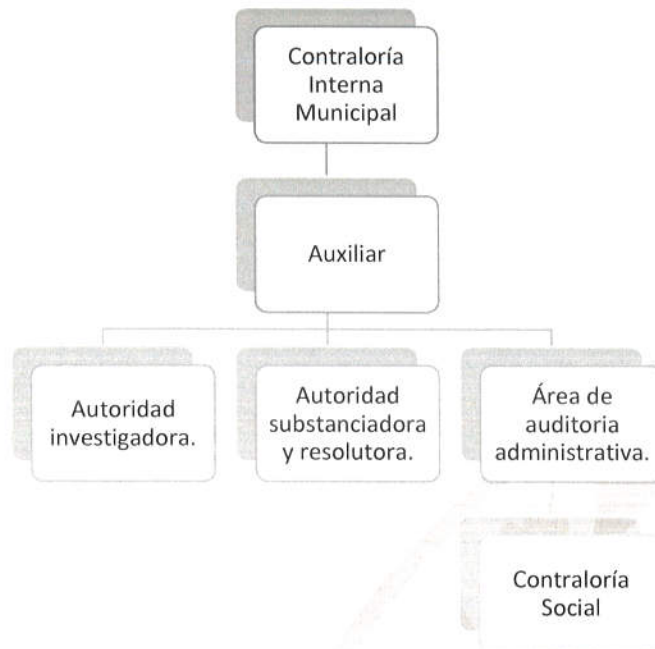 Contraloría
Interna
Municipal
Auxiliar
Autoridad
investigadora.
Autoridad
substanciadora
y resolutora.
Área de
auditoria
administrativa.
Contraloría
Social